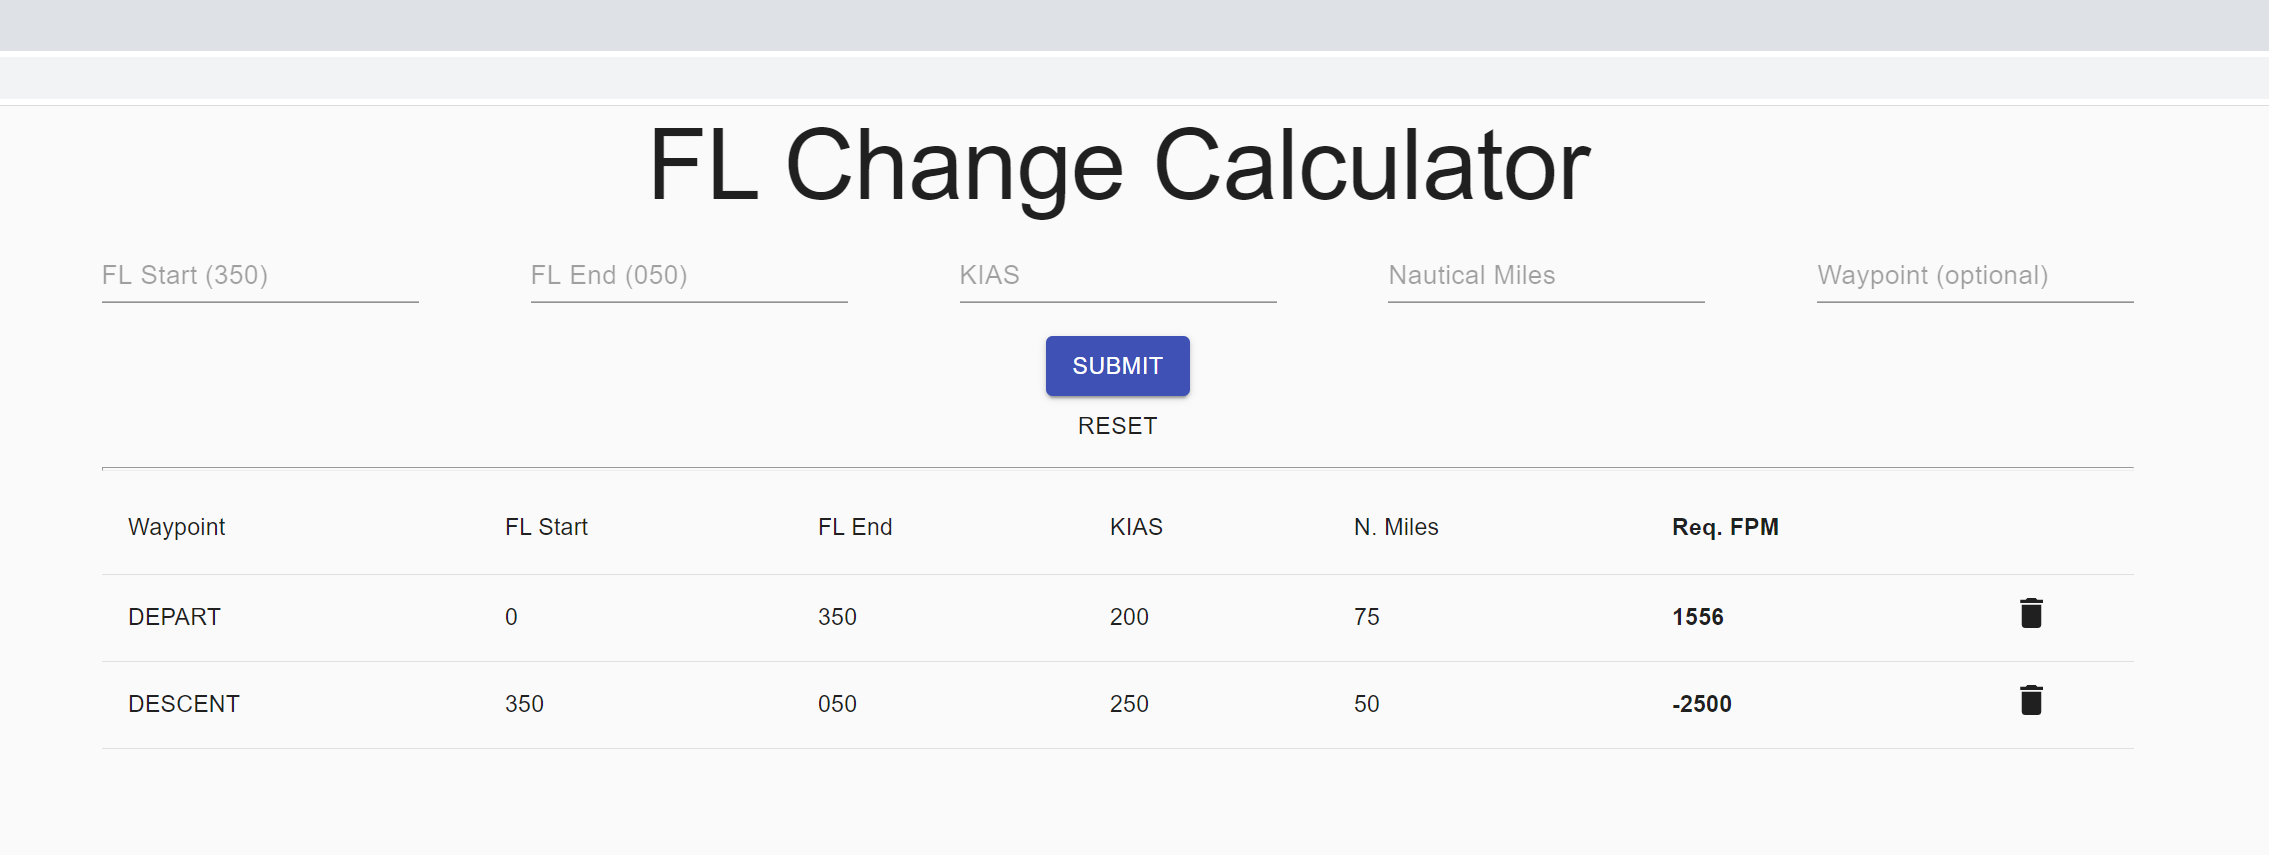 FL Change Calculator
FL Start (350) FL End (050) KIAS Nautical Miles Waypoint (optional)
SUBMIT
RESET
Waypoint FL Start FL End KIAS N. Miles Req. FPM
DEPART 0 350 200 75 1556
DESCENT 350 050 250 50 -2500